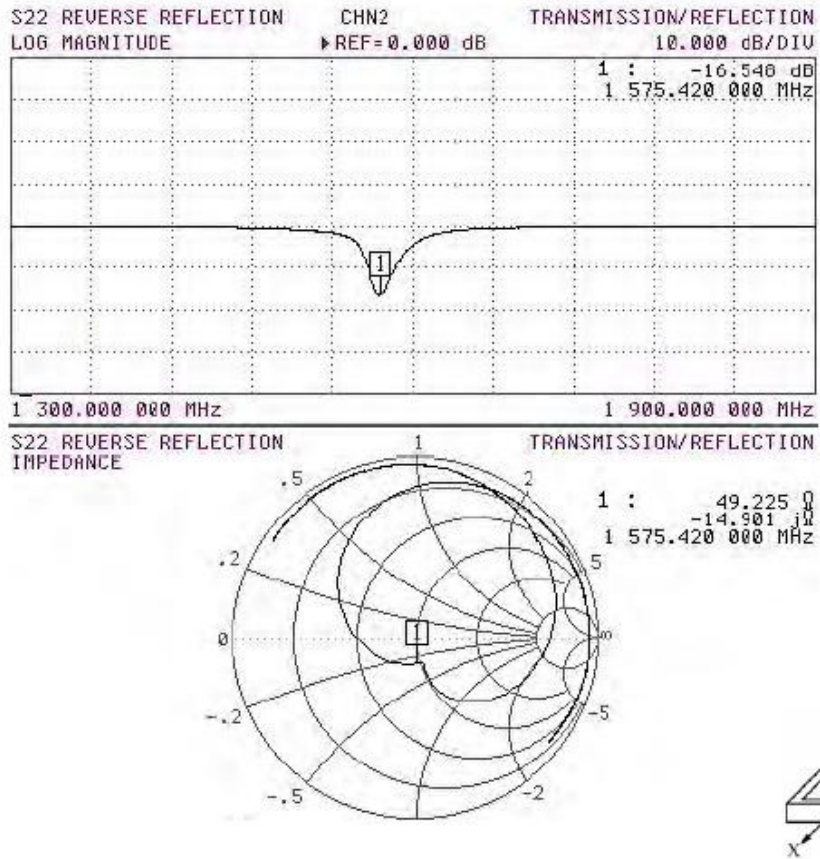 S22 REVERSE REFLECTION CHN2 TRANSMISSION/REFLECTION
LOG MAGNITUDE ▶REF=0.000 dB 10.000 dB/DIV
1 : -16.548 dB
1 575.420 000 MHz
1
1 300.000 000 MHz 1 900.000 000 MHz
S22 REVERSE REFLECTION TRANSMISSION/REFLECTION
IMPEDANCE
1
.5 2
1 : 49.225 Ω
-14.901 jΩ
1 575.420 000 MHz
.2 5
1
0 ∞
-.2 -5
-.5 -2
X